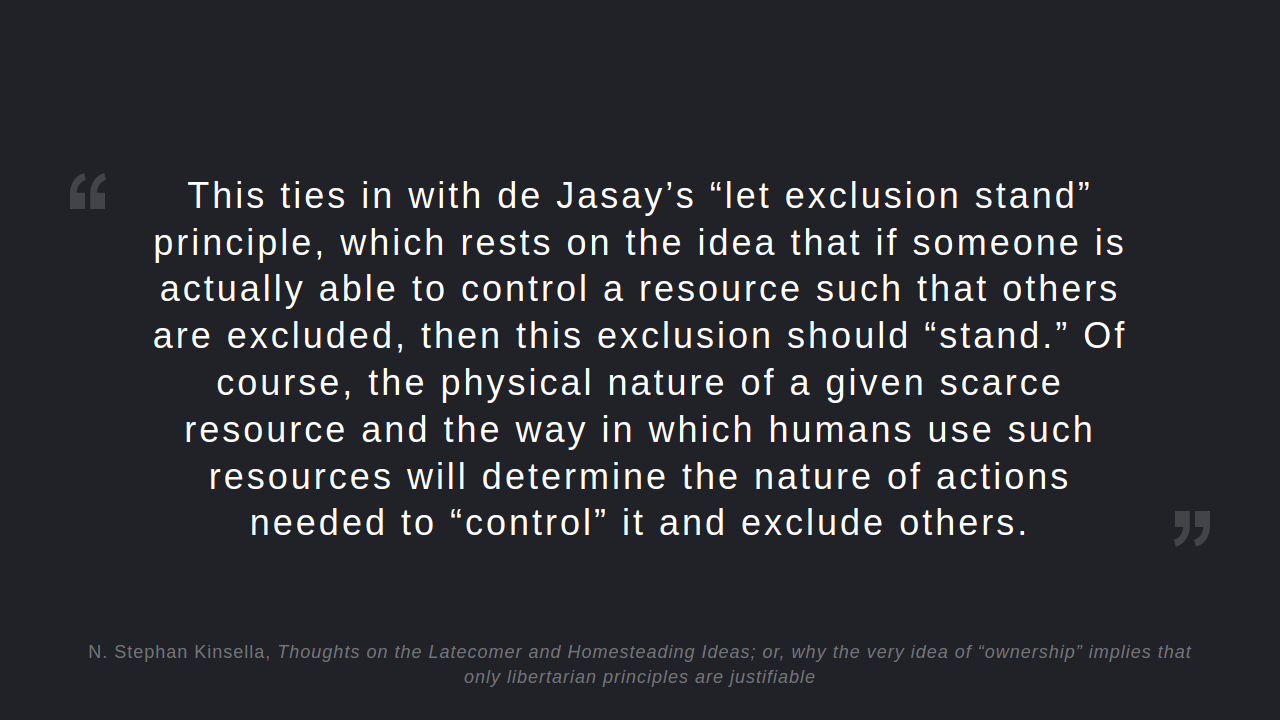 “
This ties in with de Jasay’s “let exclusion stand”
principle, which rests on the idea that if someone is
actually able to control a resource such that others
are excluded, then this exclusion should “stand.” Of
course, the physical nature of a given scarce
resource and the way in which humans use such
resources will determine the nature of actions
needed to “control” it and exclude others.
”
N. Stephan Kinsella, Thoughts on the Latecomer and Homesteading Ideas; or, why the very idea of “ownership” implies that
only libertarian principles are justifiable